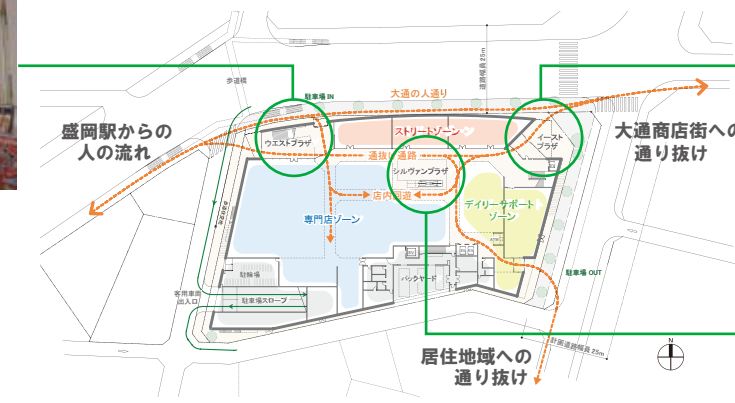 歩道橋
駐車場 IN
大通の人通り
道路幅員 25m
盛岡駅からの
人の流れ
ウエストプラザ
ストリートゾーン
イースト
プラザ
大通商店街への
通り抜け
通抜け通路
シルヴァンプラザ
店内回遊
専門店ゾーン
デイリーサポート
ゾーン
駐輪場
バックヤード
駐車場 OUT
客用車両
出入口
駐車場スロープ
居住地域への
通り抜け
計画道路幅員 25m
N